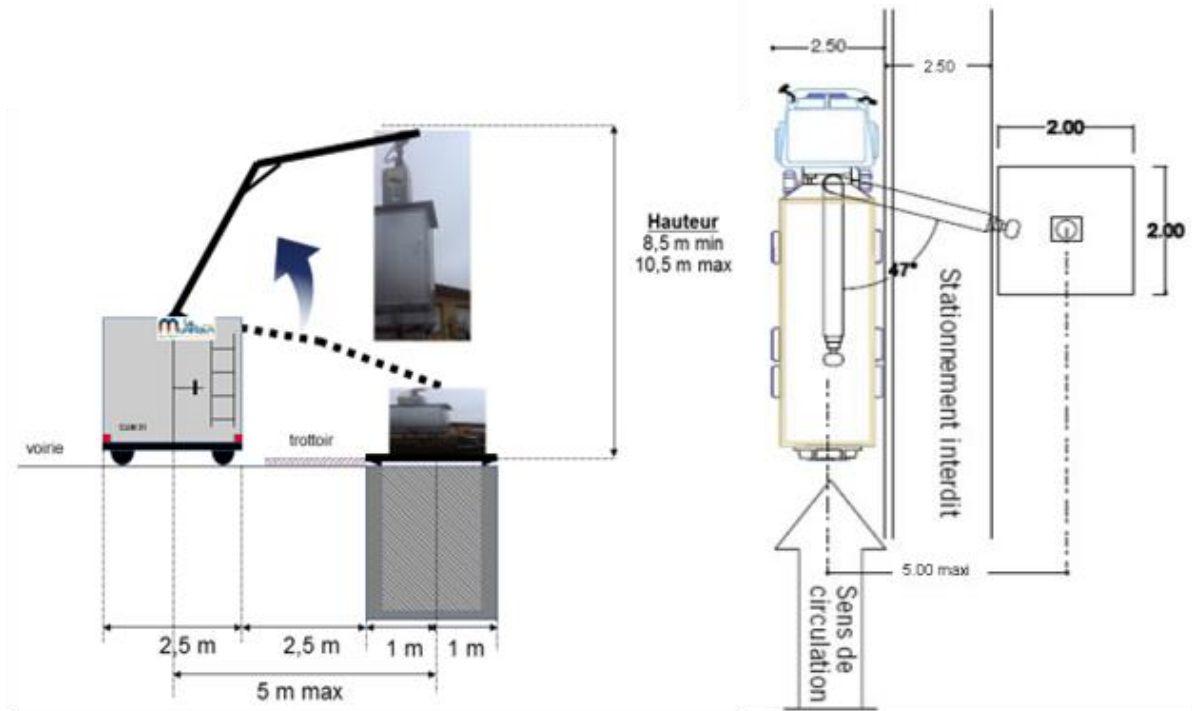 Hauteur
8,5 m min
10,5 m max
voirie
trottoir
2,5 m
2,5 m
1 m
1 m
5 m max
2.50
2.50
2.00
2.00
47°
Stationnement interdit
5.00 maxi
Sens de
circulation